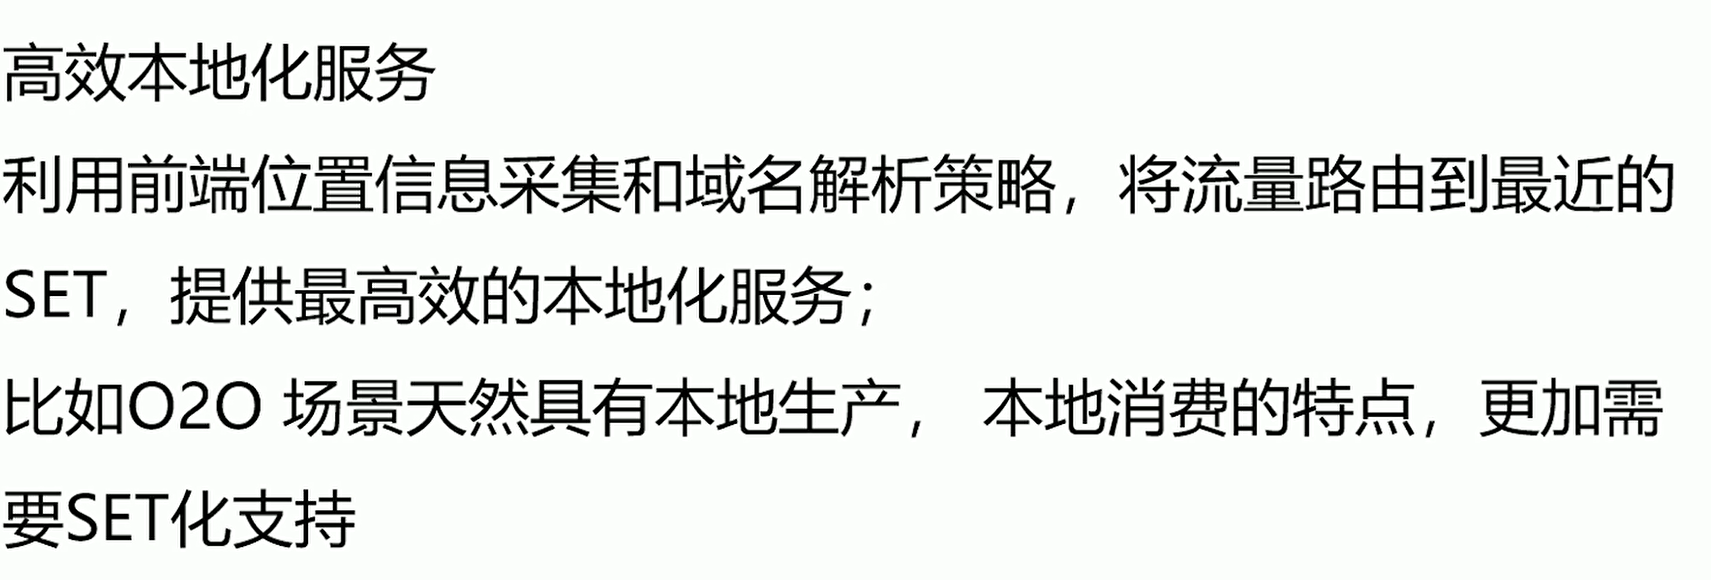 高效本地化服务
利用前端位置信息采集和域名解析策略，将流量路由到最近的
SET，提供最高效的本地化服务；
比如O2O 场景天然具有本地生产， 本地消费的特点，更加需
要SET化支持